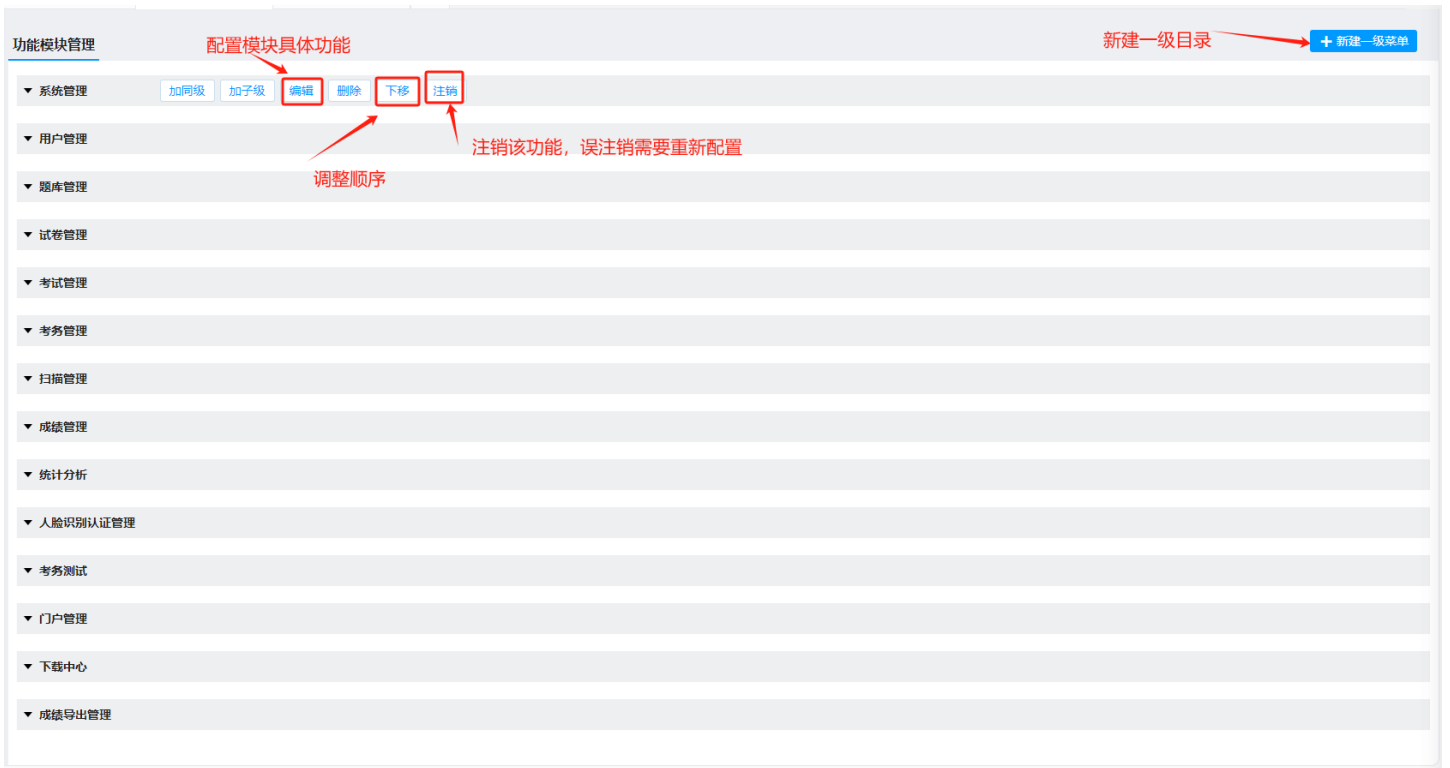 功能模块管理
配置模块具体功能
新建一级目录
新建一级菜单
系统管理
加同级
加子级
编辑
删除
下移
注销
用户管理
注销该功能，误注销需要重新配置
调整顺序
题库管理
试卷管理
考试管理
考务管理
扫描管理
成绩管理
统计分析
人脸识别认证管理
考务测试
门户管理
下载中心
成绩导出管理